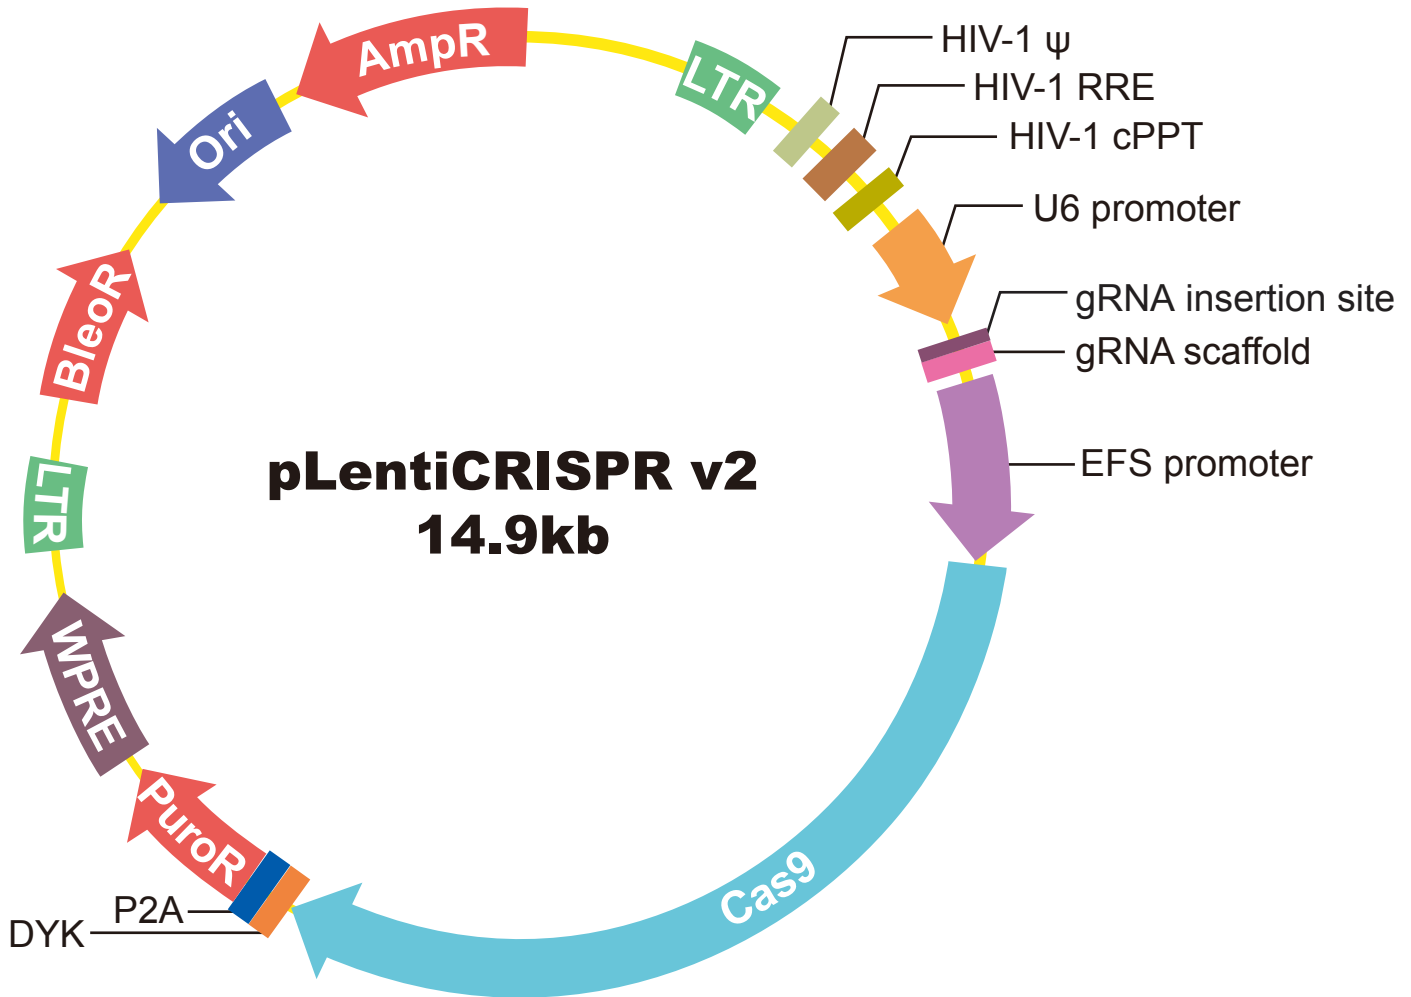 AmpR
LTR
HIV-1 ψ
HIV-1 RRE
HIV-1 cPPT
U6 promoter
gRNA insertion site
gRNA scaffold
EFS promoter
Cas9
DYK
P2A
PuroR
WPRE
LTR
BleoR
Ori
pLentiCRISPR v2
14.9kb